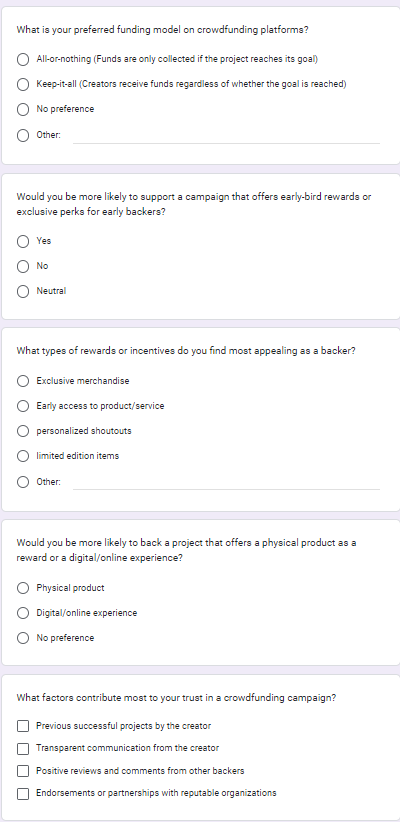 What is your preferred funding model on crowdfunding platforms?
All-or-nothing (Funds are only collected if the project reaches its goal)
Keep-it-all (Creators receive funds regardless of whether the goal is reached)
No preference
Other:
Would you be more likely to support a campaign that offers early-bird rewards or
exclusive perks for early backers?
Yes
No
Neutral
What types of rewards or incentives do you find most appealing as a backer?
Exclusive merchandise
Early access to product/service
personalized shoutouts
limited edition items
Other:
Would you be more likely to back a project that offers a physical product as a
reward or a digital/online experience?
Physical product
Digital/online experience
No preference
What factors contribute most to your trust in a crowdfunding campaign?
Previous successful projects by the creator
Transparent communication from the creator
Positive reviews and comments from other backers
Endorsements or partnerships with reputable organizations